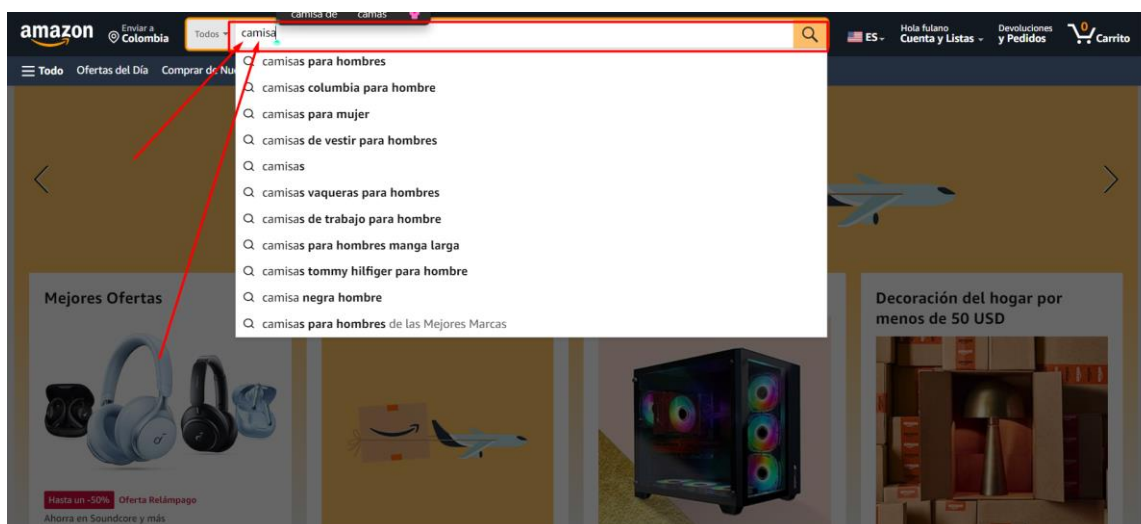 camisa de camas
amazon
Enviar a
Colombia
Todos
camisa
ES
Hola fulano
Cuenta y Listas
Devoluciones
y Pedidos
0
Carrito
Todo Ofertas del Día Comprar de Nu
camisas para hombres
camisas columbia para hombre
camisas para mujer
camisas de vestir para hombres
camisas
camisas vaqueras para hombres
camisas de trabajo para hombre
camisas para hombres manga larga
camisas tommy hilfiger para hombre
camisa negra hombre
camisas para hombres de las Mejores Marcas
Mejores Ofertas
Hasta un -50% Oferta Relámpago
Ahorra en Soundcore y más
Decoración del hogar por
menos de 50 USD